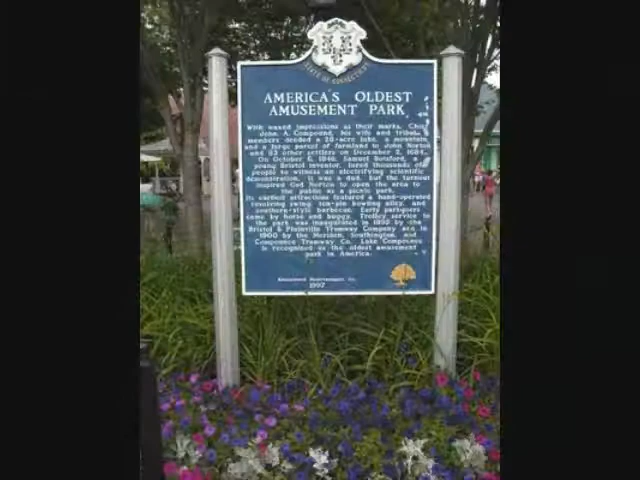 STATE OF CONNECTICUT
AMERICA'S OLDEST
AMUSEMENT PARK
With waxed impressions as their marks, Chief
John A. Compound, his wife and tribal
members deeded a 28-acre lake, a mountain
and a large parcel of farmland to John Norton
and 83 other settlers on December 2, 1684.
On October 6, 1846, Samuel Botsford, a
young Bristol inventor, lured thousands of
people to witness an electrifying scientific
demonstration. It was a dud, but the turnout
inspired Gad Norton to open the area to
the public as a picnic park.
Its earliest attractions featured a hand-operated
revolving swing, ten-pin bowling alley, and
southern-style barbecue. Early parkgoers
came by horse and buggy. Trolley service to
the park was inaugurated in 1895 by the
Bristol & Plainville Tramway Company and in
1900 by the Meriden, Southington, and
Compounce Tramway Co. Lake Compounce
is recognized as the oldest amusement
park in America.
1997